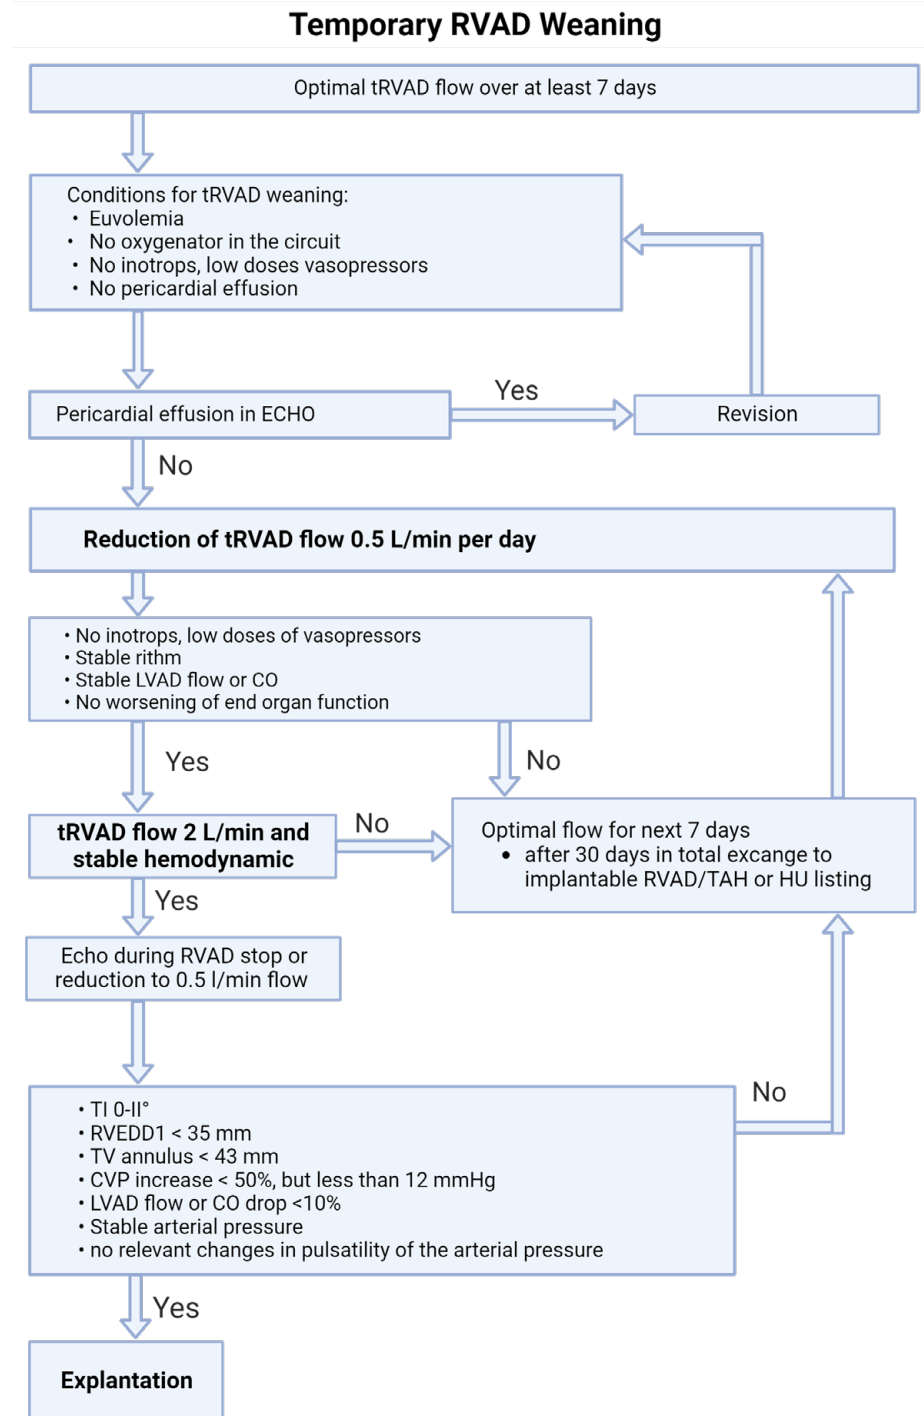 Temporary RVAD Weaning
Optimal tRVAD flow over at least 7 days
Conditions for tRVAD weaning:
• Euvolemia
• No oxygenator in the circuit
• No inotrops, low doses vasopressors
• No pericardial effusion
Pericardial effusion in ECHO
Yes
Revision
No
Reduction of tRVAD flow 0.5 L/min per day
• No inotrops, low doses of vasopressors
• Stable rithm
• Stable LVAD flow or CO
• No worsening of end organ function
Yes
No
tRVAD flow 2 L/min and
stable hemodynamic
No
Optimal flow for next 7 days
• after 30 days in total excange to
implantable RVAD/TAH or HU listing
Yes
Echo during RVAD stop or
reduction to 0.5 l/min flow
• TI 0-II°
• RVEDD1 < 35 mm
• TV annulus < 43 mm
• CVP increase < 50%, but less than 12 mmHg
• LVAD flow or CO drop <10%
• Stable arterial pressure
• no relevant changes in pulsatility of the arterial pressure
No
Yes
Explantation